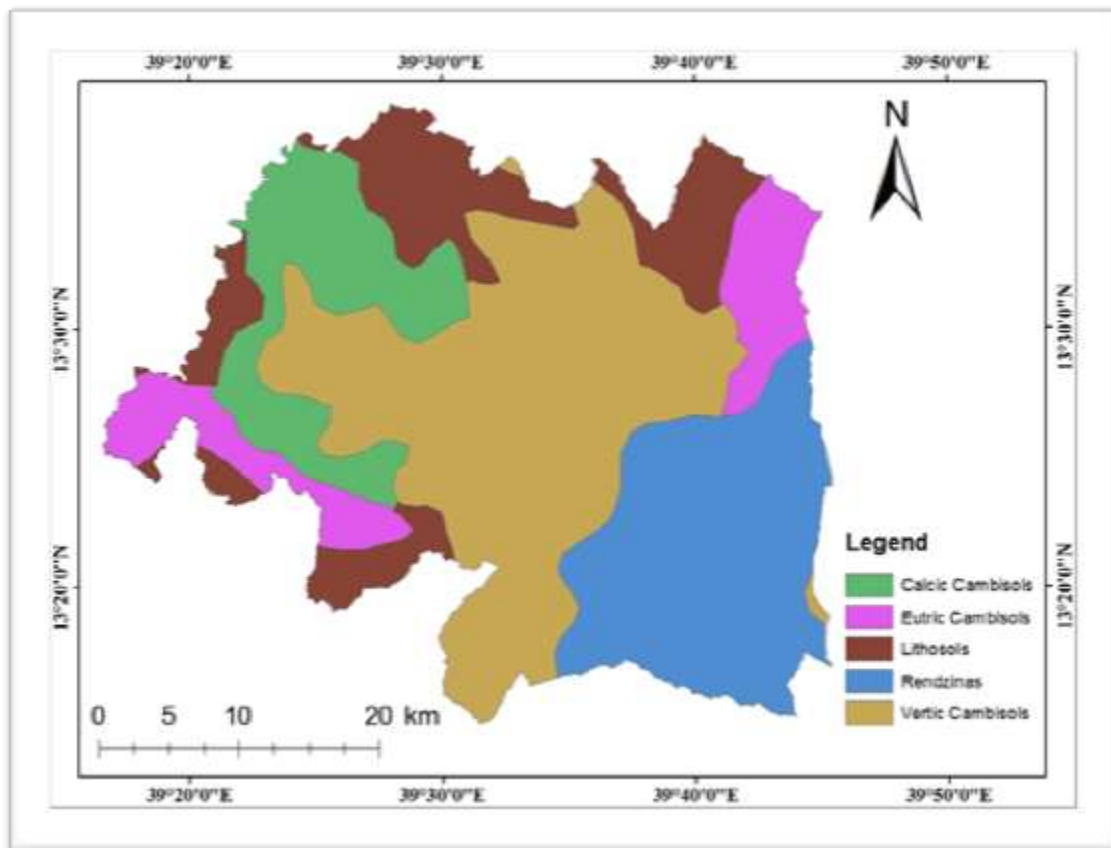 39°20'0"E 39°30'0"E 39°40'0"E 39°50'0"E
N
13°30'0"N 13°30'0"N
13°20'0"N 13°20'0"N
Legend
Calcic Cambisols
Eutric Cambisols
Lithosols
Rendzinas
Vertic Cambisols
0 5 10 20 km
39°20'0"E 39°30'0"E 39°40'0"E 39°50'0"E